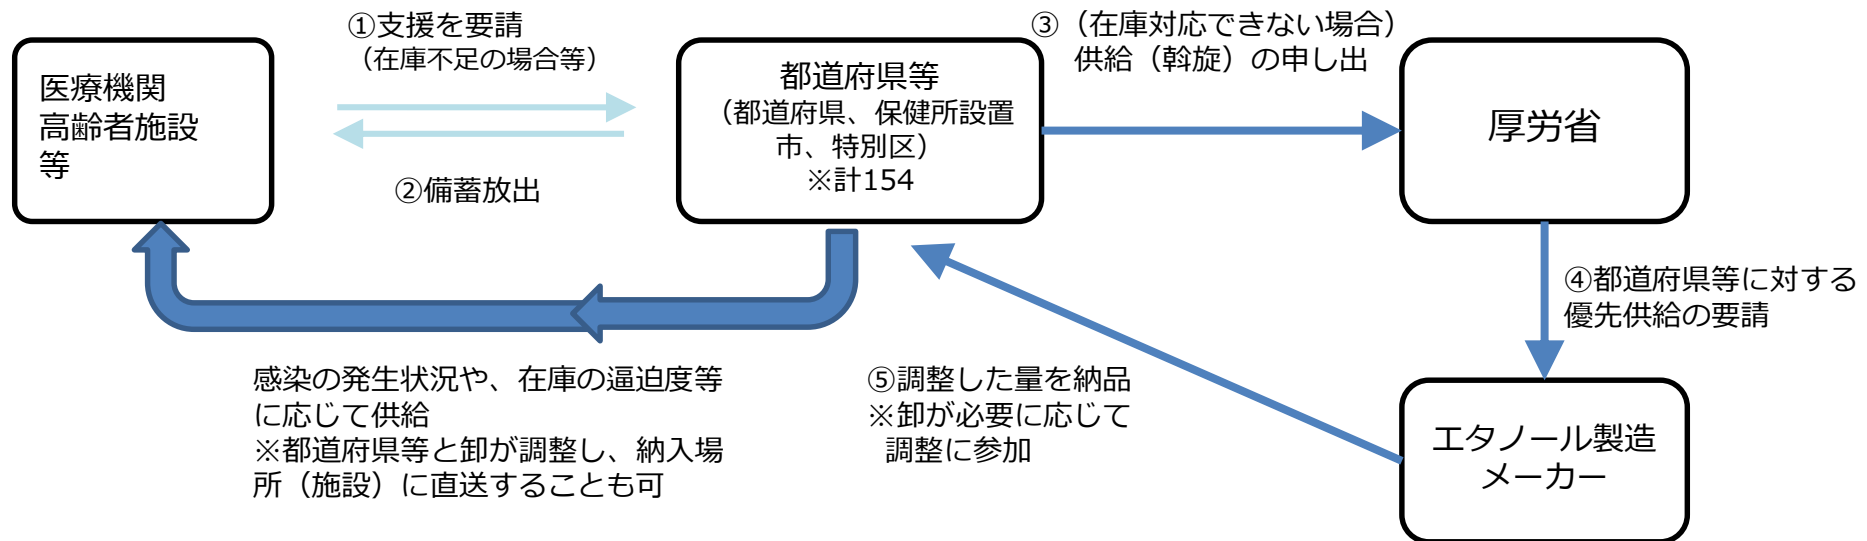 医療機関
高齢者施設
等
①支援を要請
（在庫不足の場合等）
②備蓄放出
都道府県等
（都道府県、保健所設置
市、特別区）
※計154
③（在庫対応できない場合）
供給（斡旋）の申し出
厚労省
④都道府県等に対する
優先供給の要請
エタノール製造
メーカー
⑤調整した量を納品
※卸が必要に応じて
調整に参加
感染の発生状況や、在庫の逼迫度等
に応じて供給
※都道府県等と卸が調整し、納入場
所（施設）に直送することも可